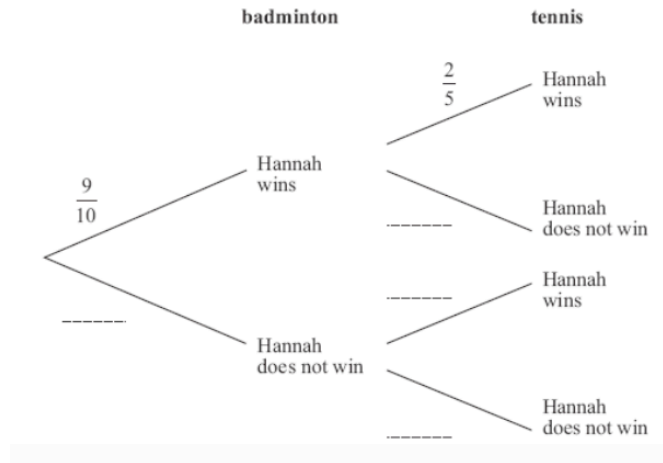 badminton
tennis
2
5
Hannah
wins
Hannah
wins
9
10
Hannah
does not win
Hannah
wins
Hannah
does not win
Hannah
does not win